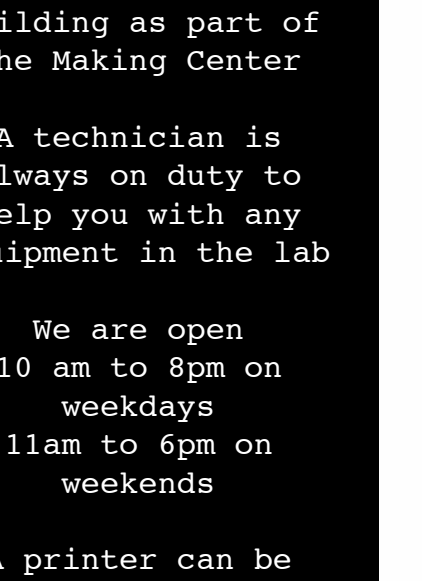 ilding as part of
he Making Center
A technician is
lways on duty to
elp you with any
uipment in the lab
We are open
10 am to 8pm on
weekdays
11am to 6pm on
weekends
A printer can be